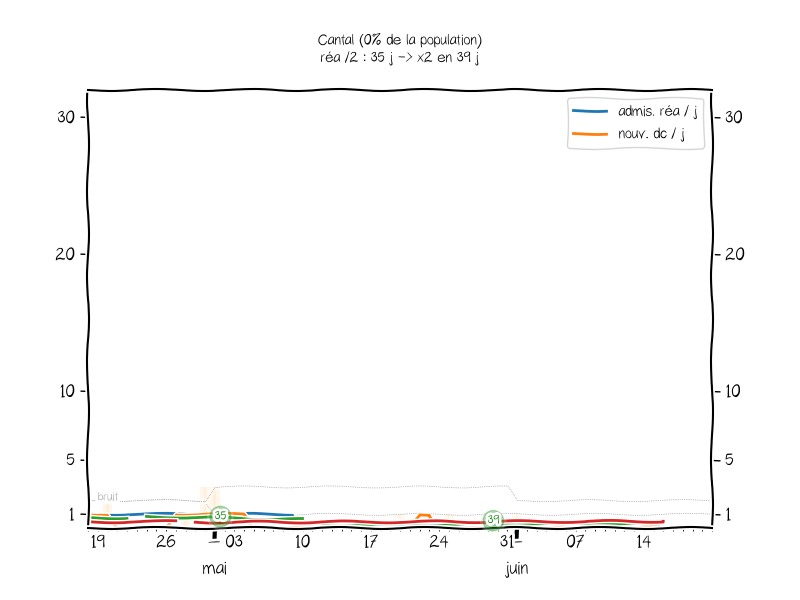 Cantal (0% de la population)
réa /2 : 35 j -> x2 en 39 j
admis. réa / j
nouv. dc / j
30
30
20
20
10
10
5
5
bruit
1
35
39
1
19 26 03 10 17 24 31 07 14
mai juin